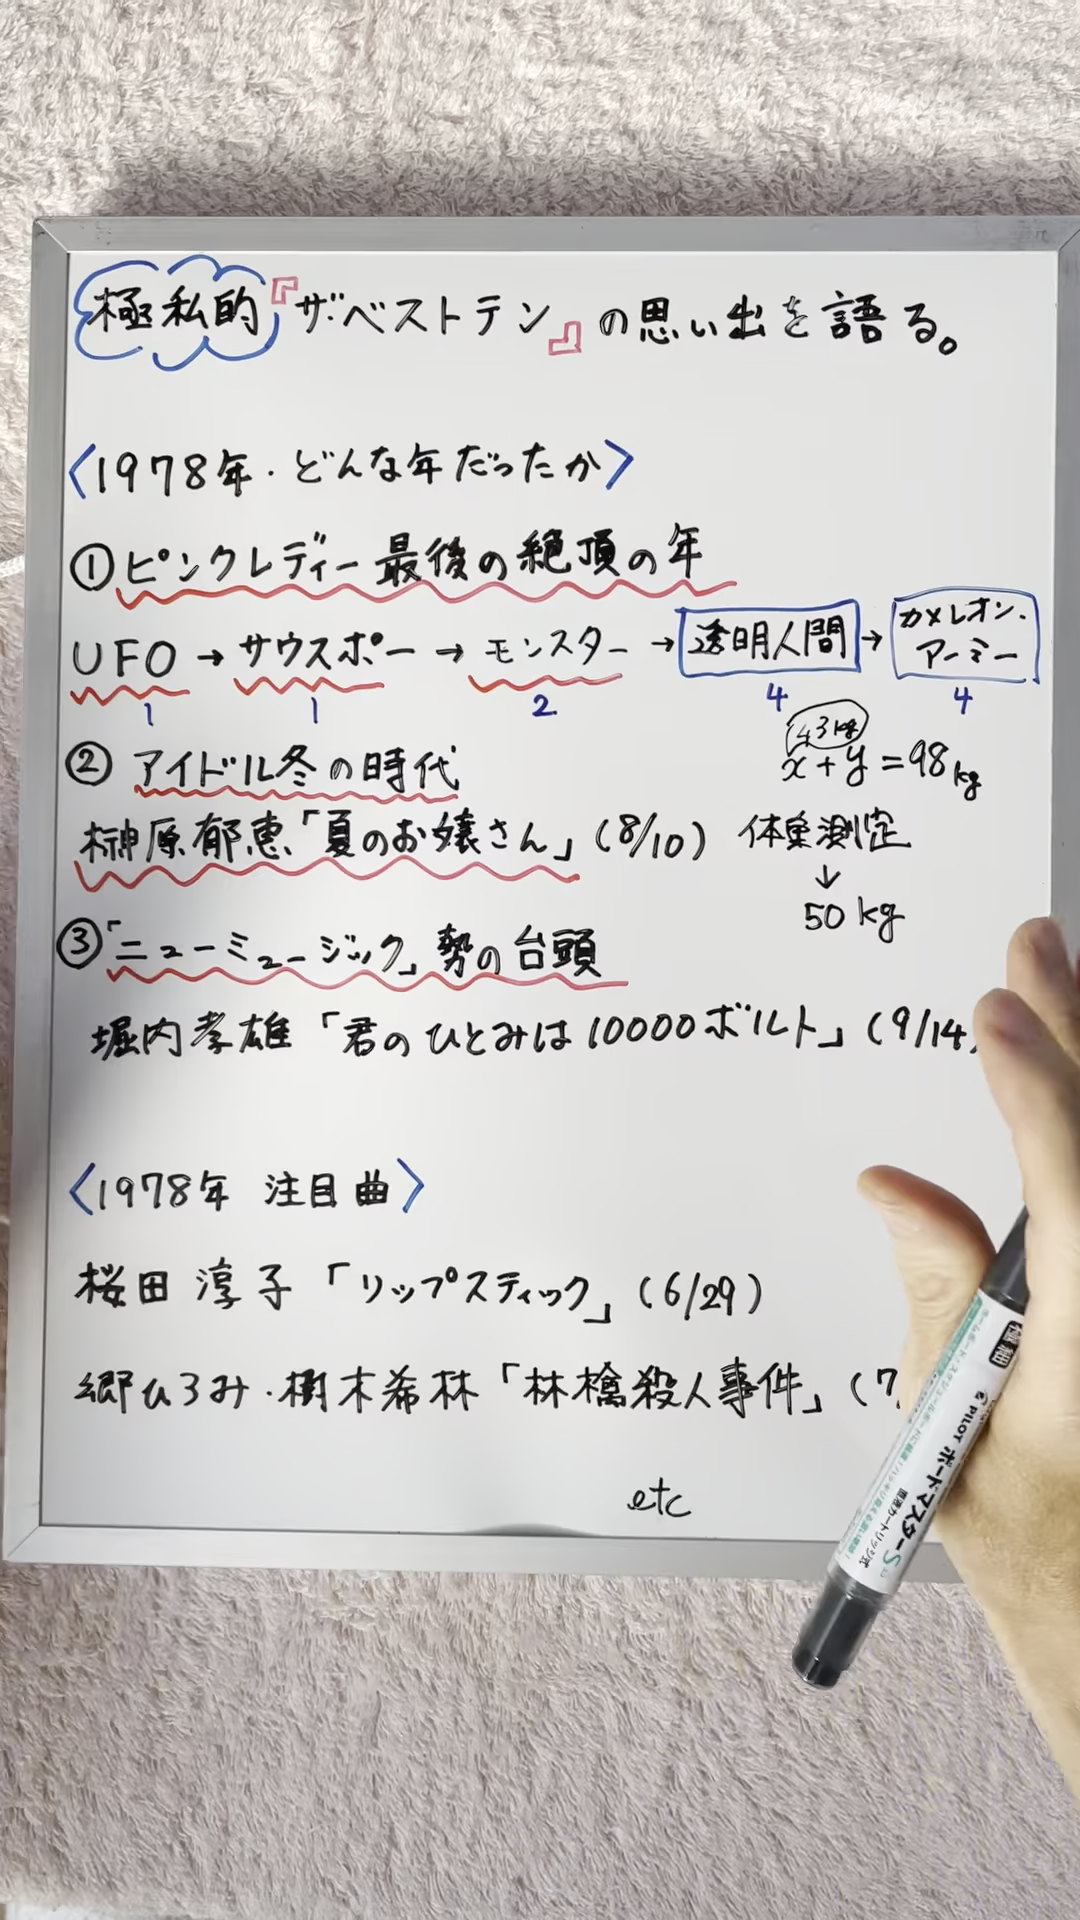 極私的『ザ・ベストテン』の思い出を語る。
〈1978年・どんな年だったか〉
①ピンクレディー最後の絶頂の年
UFO→サウスポー→モンスター→透明人間→カメレオン・アーミー
1 1 2 4 4
43kg
x+y=98kg
②アイドル冬の時代
榊原郁恵「夏のお嬢さん」(8/10)
体重測定
↓
50kg
③「ニューミュージック」勢の台頭
堀内孝雄「君のひとみは10000ボルト」(9/14)
〈1978年 注目曲〉
桜田淳子「リップスティック」(6/29)
郷ひろみ・樹木希林「林檎殺人事件」(7
etc
極細
PILOT ボードマスターS